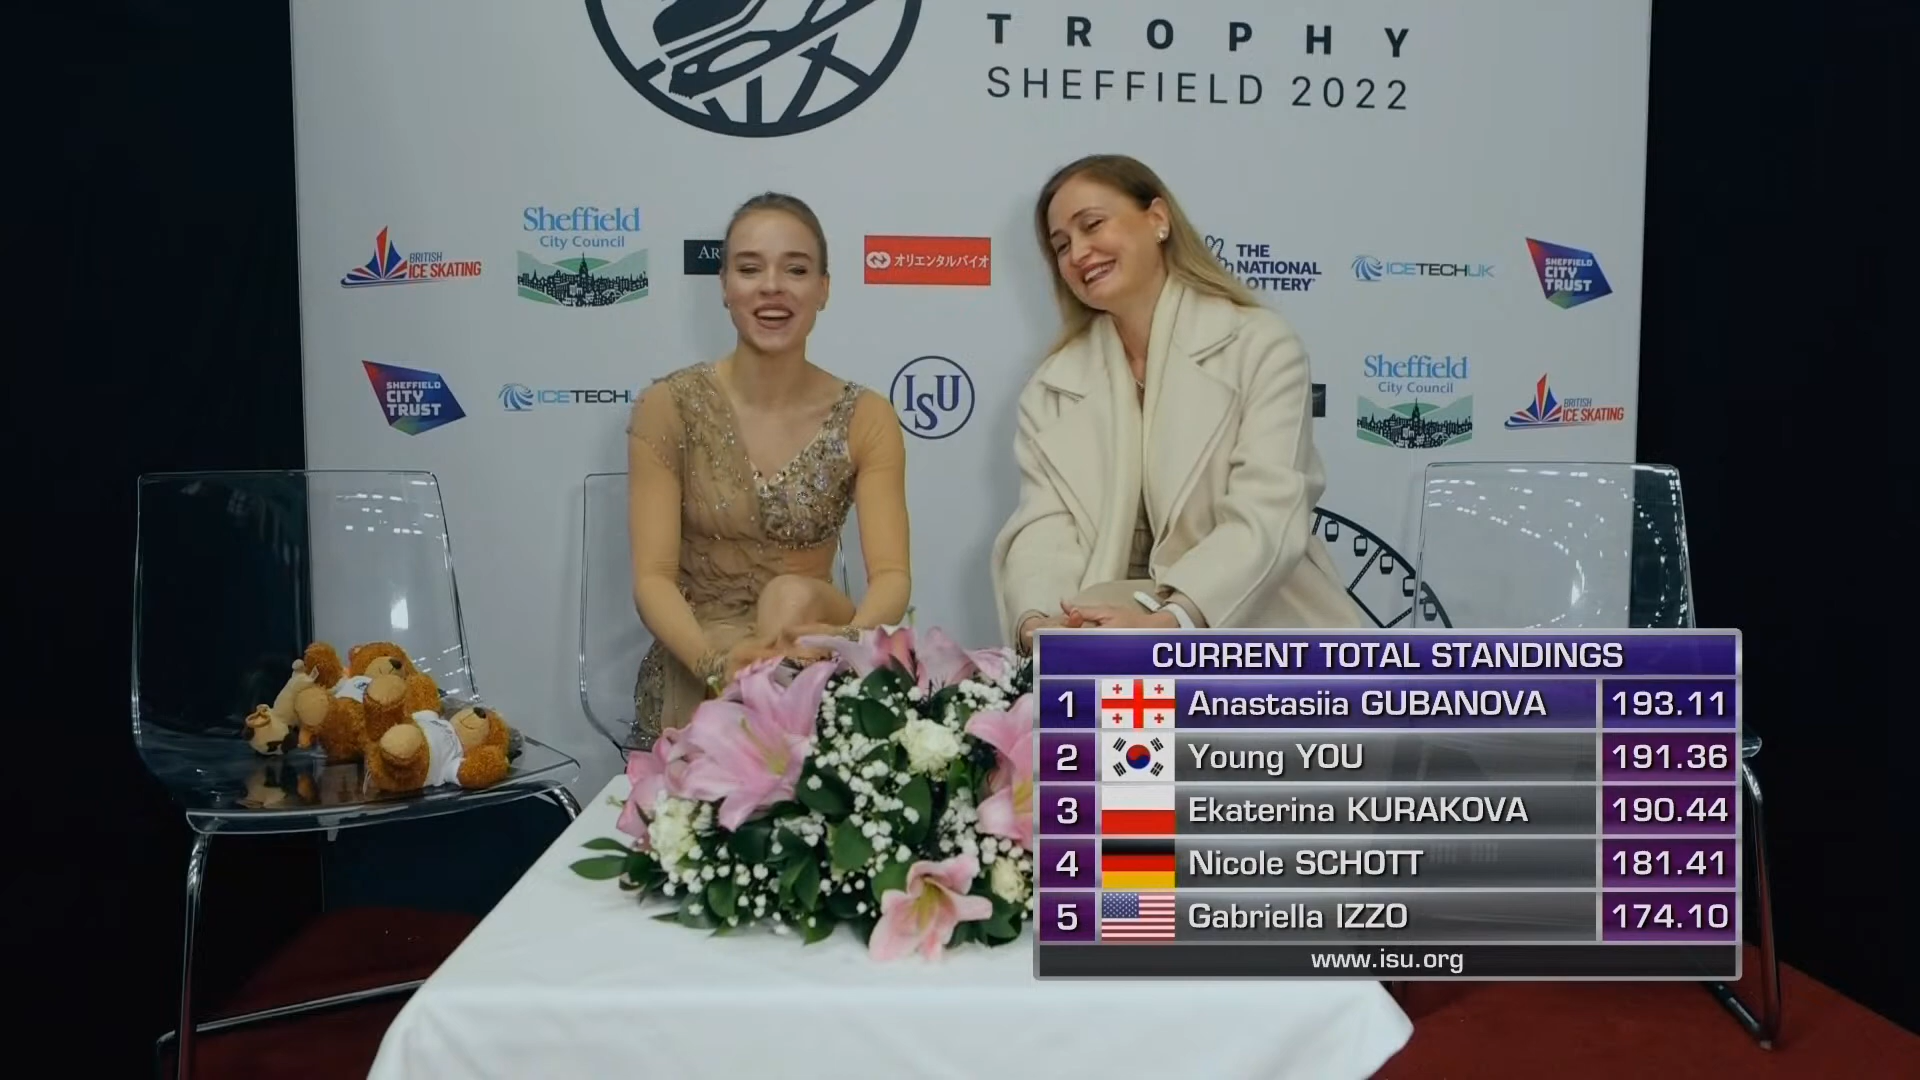 TROPHY
SHEFFIELD 2022
BRITISH
ICE SKATING
Sheffield
City Council
オリエンタルバイオ
THE
NATIONAL
LOTTERY
ICETECHUK
SHEFFIELD
CITY
TRUST
SHEFFIELD
CITY
TRUST
ICETECH
ISU
Sheffield
City Council
BRITISH
ICE SKATING
CURRENT TOTAL STANDINGS
1 Anastasiia GUBANOVA 193.11
2 Young YOU 191.36
3 Ekaterina KURAKOVA 190.44
4 Nicole SCHOTT 181.41
5 Gabriella IZZO 174.10
www.isu.org